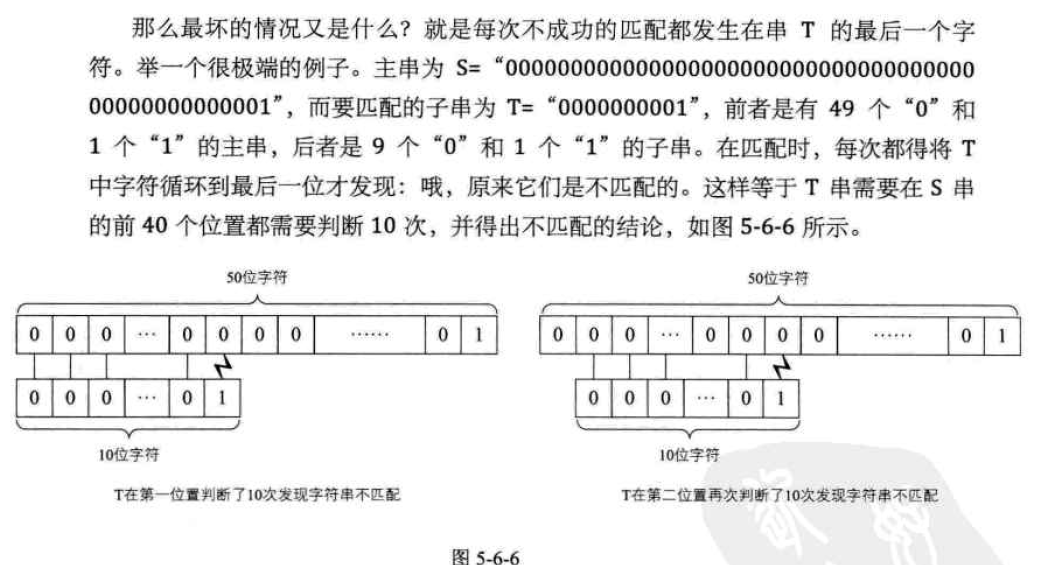 那么最坏的情况又是什么？就是每次不成功的匹配都发生在串 T 的最后一个字
符。举一个很极端的例子。主串为 S= “000000000000000000000000000000000000
00000000000001”，而要匹配的子串为 T= “0000000001”，前者是有 49 个“0”和
1 个“1”的主串，后者是 9 个“0”和 1 个“1”的子串。在匹配时，每次都得将 T
中字符循环到最后一位才发现：哦，原来它们是不匹配的。这样等于 T 串需要在 S 串
的前 40 个位置都需要判断 10 次，并得出不匹配的结论，如图 5-6-6 所示。
50位字符
0 0 0 … 0 0 0 0 …… 0 1
0 0 0 … 0 1
10位字符
T在第一位置判断了10次发现字符串不匹配
50位字符
0 0 0 … 0 0 0 0 …… 0 1
0 0 0 … 0 1
10位字符
T在第二位置再次判断了10次发现字符串不匹配
图 5-6-6